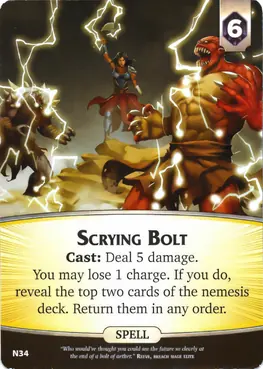 6
SCRYING BOLT
Cast: Deal 5 damage.
You may lose 1 charge. If you do,
reveal the top two cards of the nemesis
deck. Return them in any order.
SPELL
"Who would've thought you could see the future so clearly at
the end of a bolt of aether." REEVE, BREACH MAGE ELITE
N34